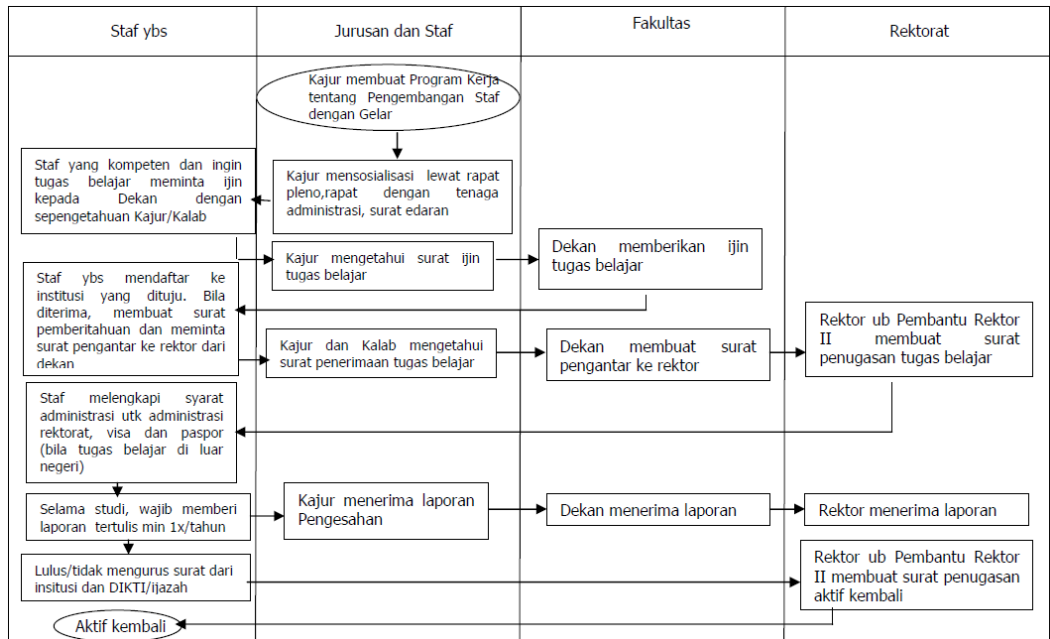 Staf ybs
Jurusan dan Staf
Fakultas
Rektorat
Kajur membuat Program Kerja
tentang Pengembangan Staf
dengan Gelar
Staf yang kompeten dan ingin
tugas belajar meminta ijin
kepada Dekan dengan
sepengetahuan Kajur/Kalab
Kajur mensosialisasi lewat rapat
pleno,rapat dengan tenaga
administrasi, surat edaran
Kajur mengetahui surat ijin
tugas belajar
Dekan memberikan ijin
tugas belajar
Staf ybs mendaftar ke
institusi yang dituju. Bila
diterima, membuat surat
pemberitahuan dan meminta
surat pengantar ke rektor dari
dekan
Kajur dan Kalab mengetahui
surat penerimaan tugas belajar
Dekan membuat surat
pengantar ke rektor
Rektor ub Pembantu Rektor
II membuat surat
penugasan tugas belajar
Staf melengkapi syarat
administrasi utk administrasi
rektorat, visa dan paspor
(bila tugas belajar di luar
negeri)
Selama studi, wajib memberi
laporan tertulis min 1x/tahun
Kajur menerima laporan
Pengesahan
Dekan menerima laporan
Rektor menerima laporan
Lulus/tidak mengurus surat dari
insitusi dan DIKTI/ijazah
Rektor ub Pembantu Rektor
II membuat surat penugasan
aktif kembali
Aktif kembali